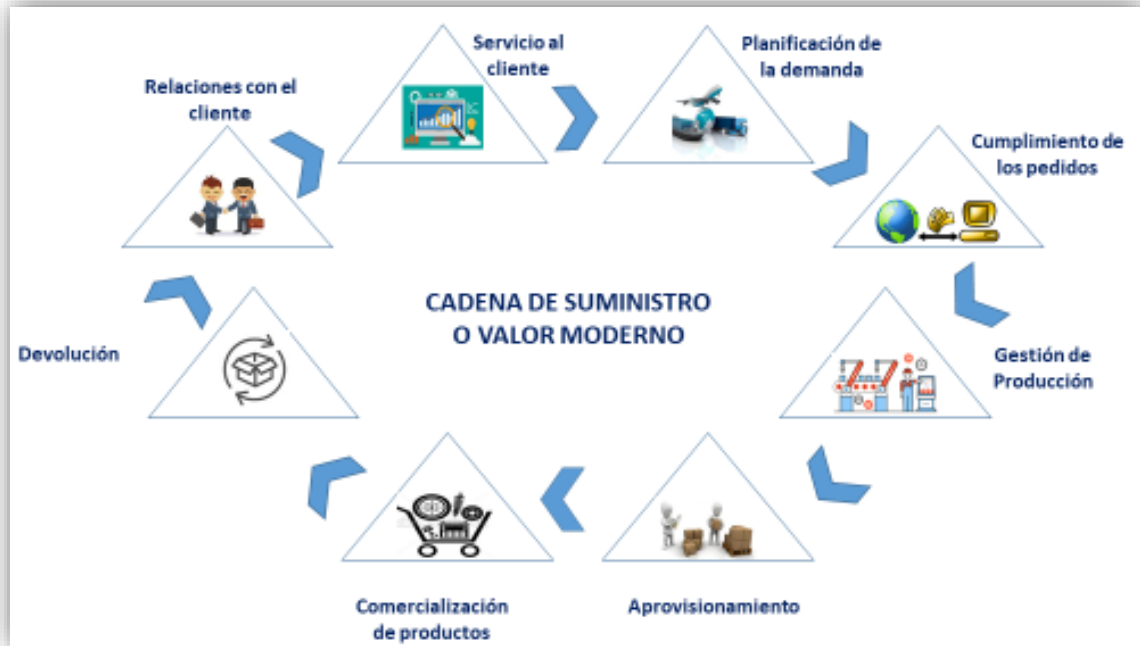 Relaciones con el
cliente
Servicio al
cliente
Planificación de
la demanda
Cumplimiento de
los pedidos
CADENA DE SUMINISTRO
O VALOR MODERNO
Devolución
Gestión de
Producción
Comercialización
de productos
Aprovisionamiento